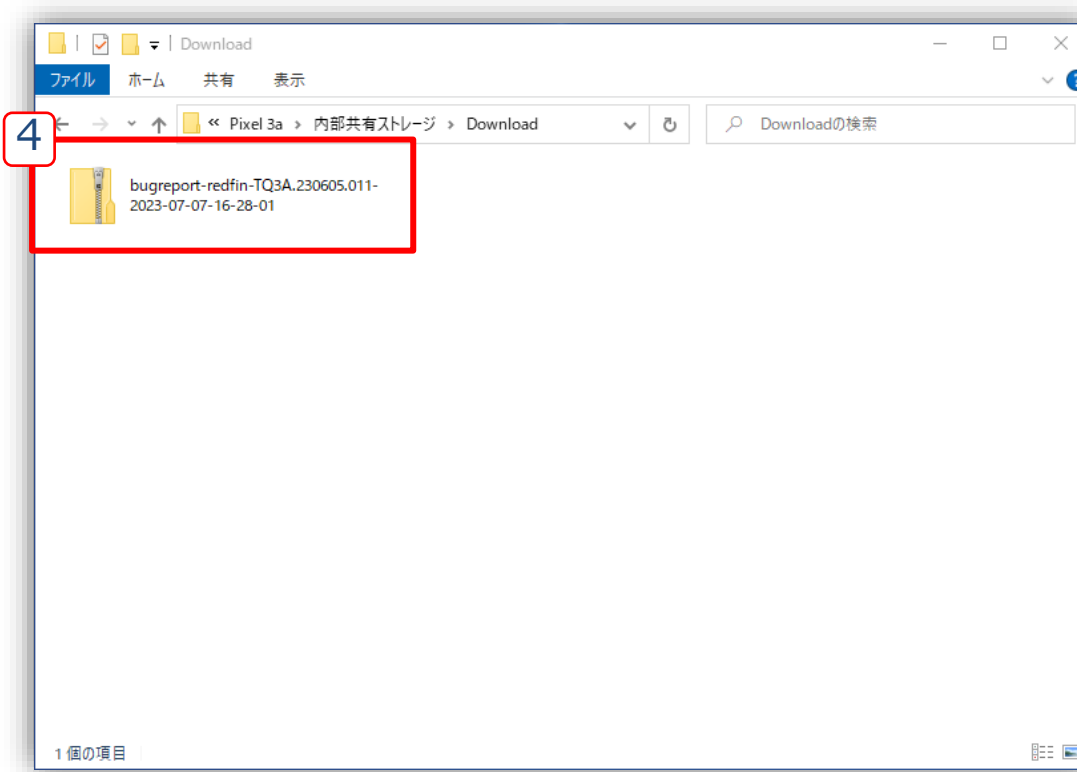 Download
ファイル ホーム 共有 表示
4
« Pixel 3a › 内部共有ストレージ › Download
Downloadの検索
bugreport-redfin-TQ3A.230605.011-
2023-07-07-16-28-01
1 個の項目